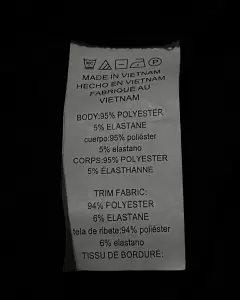 MADE IN VIETNAM
HECHO EN VIETNAM
FABRIQUÉ AU
VIETNAM
BODY:95% POLYESTER
5% ELASTANE
cuerpo:95% poliéster
5% elastano
CORPS:95% POLYESTER
5% ÉLASTHANNE
TRIM FABRIC:
94% POLYESTER
6% ELASTANE
tela de ribete:94% poliéster
6% elastano
TISSU DE BORDURE: